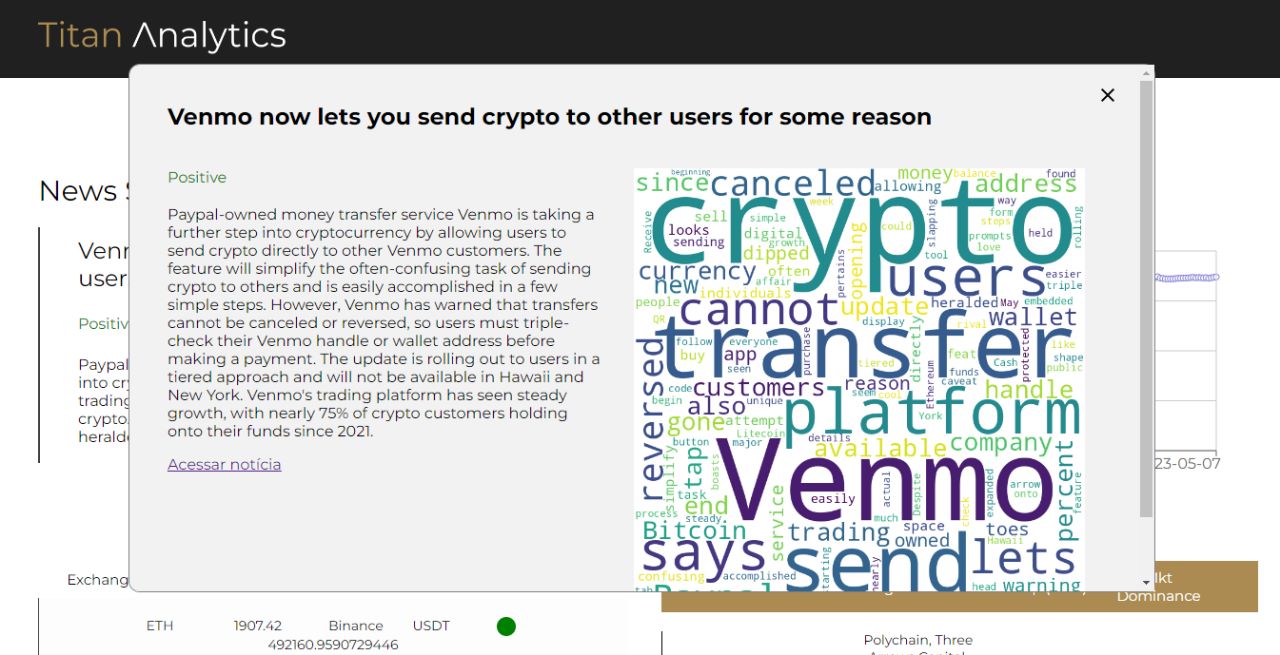 Titan Λnalytics
Venmo now lets you send crypto to other users for some reason
Positive
Paypal-owned money transfer service Venmo is taking a
further step into cryptocurrency by allowing users to
send crypto directly to other Venmo customers. The
feature will simplify the often-confusing task of sending
crypto to others and is easily accomplished in a few
simple steps. However, Venmo has warned that transfers
cannot be canceled or reversed, so users must triple-
check their Venmo handle or wallet address before
making a payment. The update is rolling out to users in a
tiered approach and will not be available in Hawaii and
New York. Venmo's trading platform has seen steady
growth, with nearly 75% of crypto customers holding
onto their funds since 2021.
Acessar notícia
beginning
money
balance
found
since
canceled
allowing
address
week
way
form
sell
simple
could
slapping
stops
rolling
Receive
crypto
looks
digital
opening
prompts
held
sending
growth
tool
love
dipped
currency
often
pertains
users
easier
new
affair
triple
individuals
people
cannot
update
heralded
May
embedded
QR
display
rival
wallet
transfer
follow
everyone
purchase
directly
like
buy
app
feat
Cash
protected
shape
seen
tiered
funds
public
code
customers
reason
Ethereum
caveat
handle
begin
unique
seem
cool
reversed
also
platform
gone
attempt
York
Litecoin
details
button
major
available
company
simplify
tap
boasts
Venmo
actual
Despite
expanded
arrow
percent
feature
task
easily
onto
end
service
check
process
steady
much
space
toes
Bitcoin
trading
owned
Hawaii
says
send
lets
confusing
accomplished
starting
nearly
head
warning
tab
News
user
Positiv
Paypal
into cr
trading
crypto.
heralde
23-05-07
Exchang
Dominance
ETH 1907.42 Binance USDT
492160.9590729446
Polychain, Three